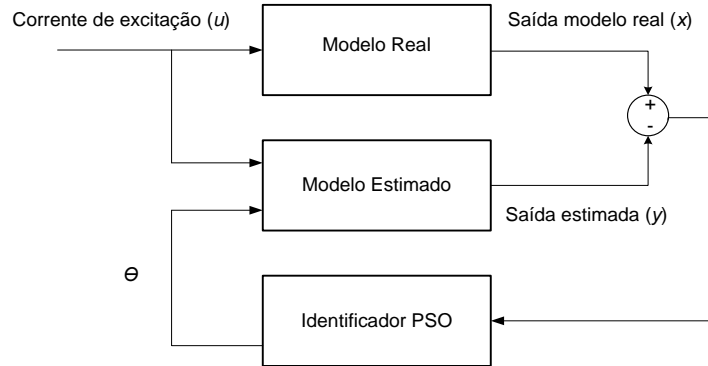 Corrente de excitação (u)
Saída modelo real (x)
Modelo Real
+
-
Modelo Estimado
Saída estimada (y)
Ɵ
Identificador PSO